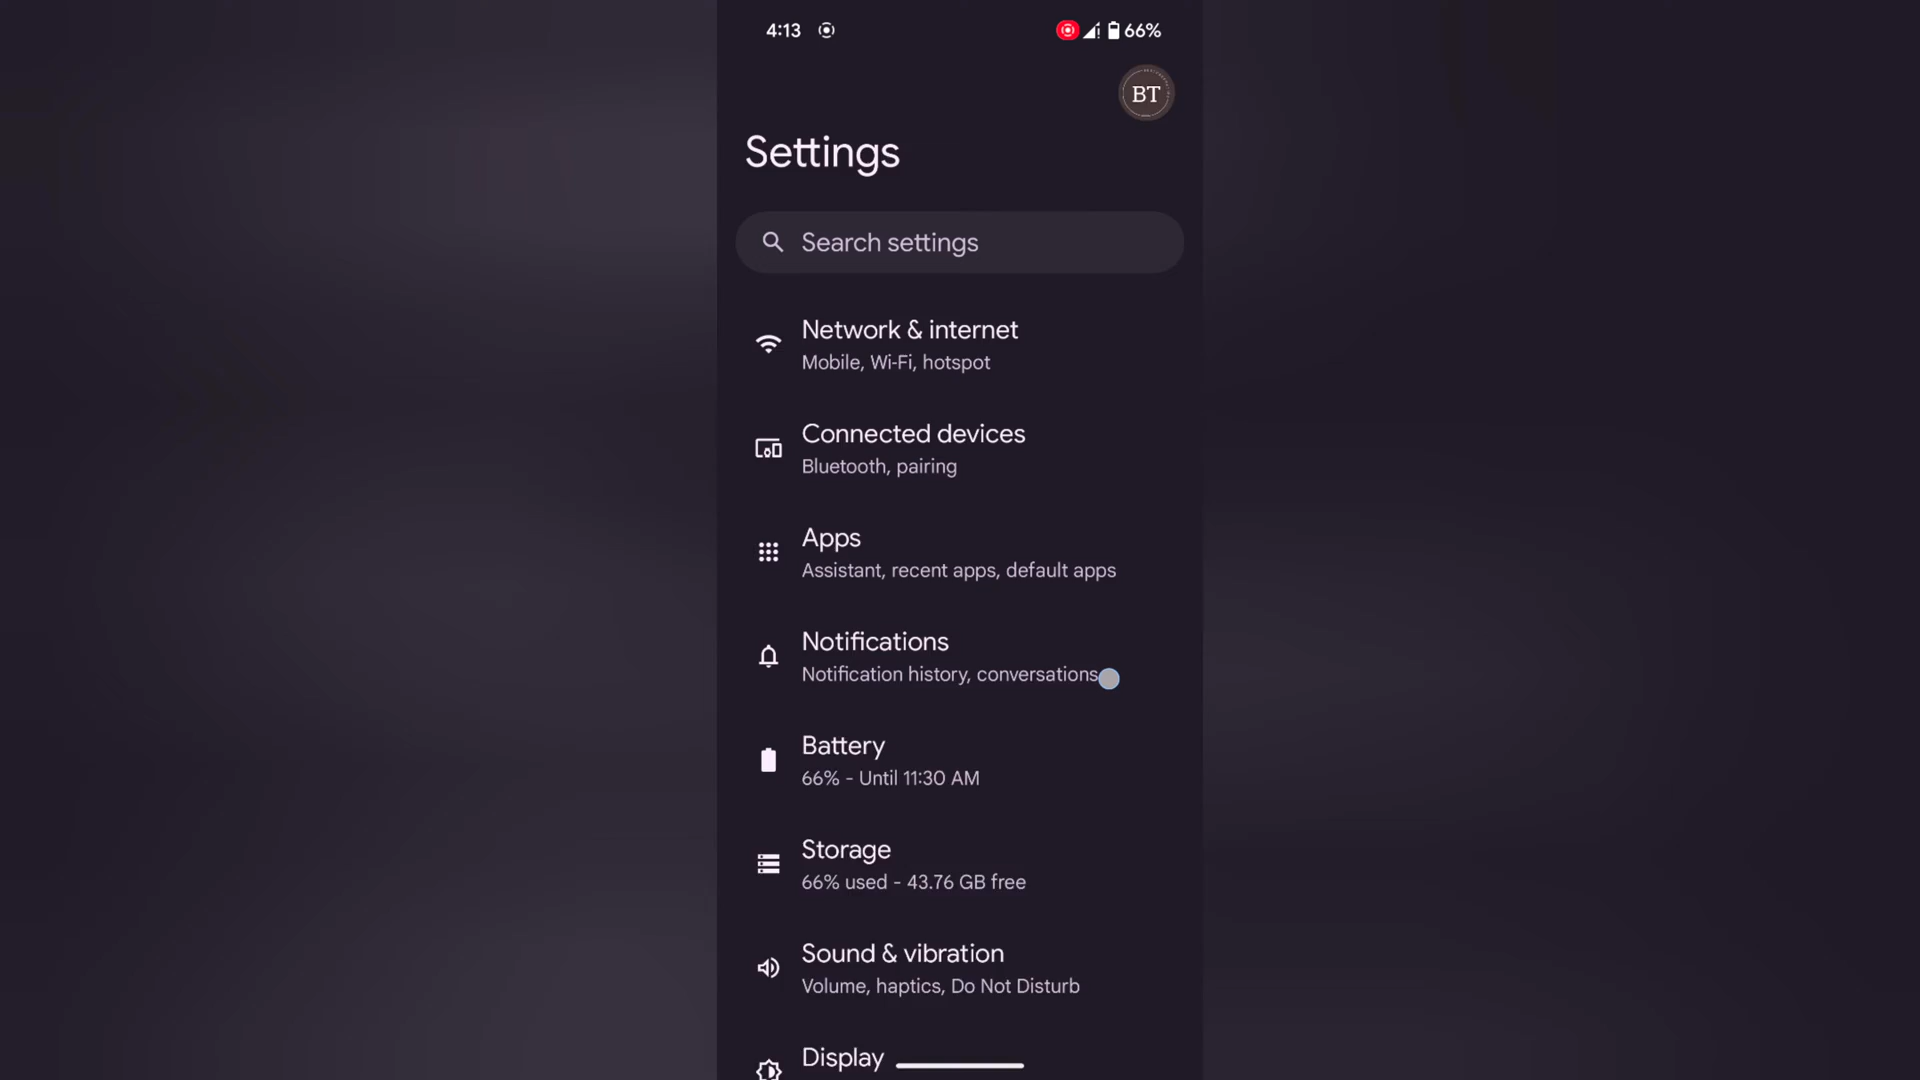 4:13
66%
BT
Settings
Search settings
Network & internet
Mobile, Wi-Fi, hotspot
Connected devices
Bluetooth, pairing
Apps
Assistant, recent apps, default apps
Notifications
Notification history, conversations
Battery
66% - Until 11:30 AM
Storage
66% used - 43.76 GB free
Sound & vibration
Volume, haptics, Do Not Disturb
Display